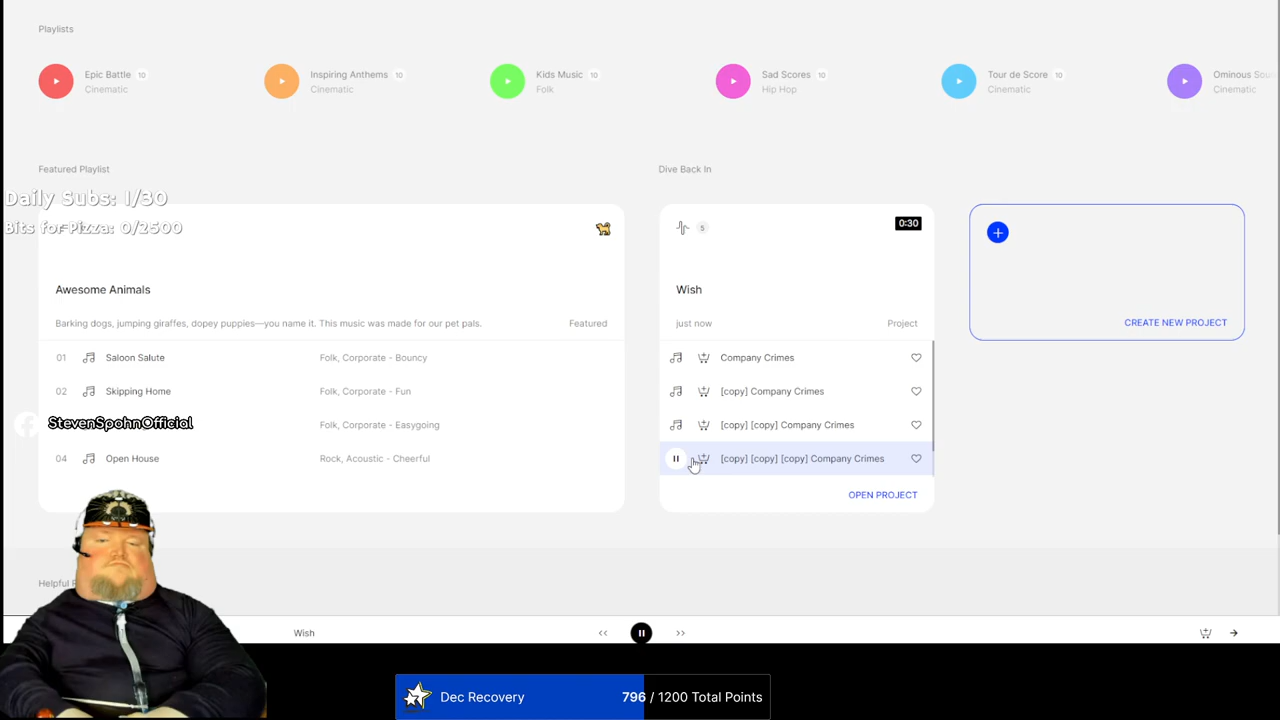 Playlists
Epic Battle 10
Cinematic
Inspiring Anthems 10
Cinematic
Kids Music 10
Folk
Sad Scores 10
Hip Hop
Tour de Score 10
Cinematic
Ominous
Cinematic
Featured Playlist
Dive Back In
Daily Subs: 1/30
Bits for Pizza: 0/2500
Awesome Animals
Barking dogs, jumping giraffes, dopey puppies—you name it. This music was made for our pet pals.
Featured
01 Saloon Salute Folk, Corporate - Bouncy
02 Skipping Home Folk, Corporate - Fun
Folk, Corporate - Easygoing
04 Open House Rock, Acoustic - Cheerful
StevenSpohnOfficial
5
0:30
Wish
just now
Project
Company Crimes
[copy] Company Crimes
[copy] [copy] Company Crimes
[copy] [copy] [copy] Company Crimes
OPEN PROJECT
CREATE NEW PROJECT
Helpful
Wish
Dec Recovery 796 / 1200 Total Points